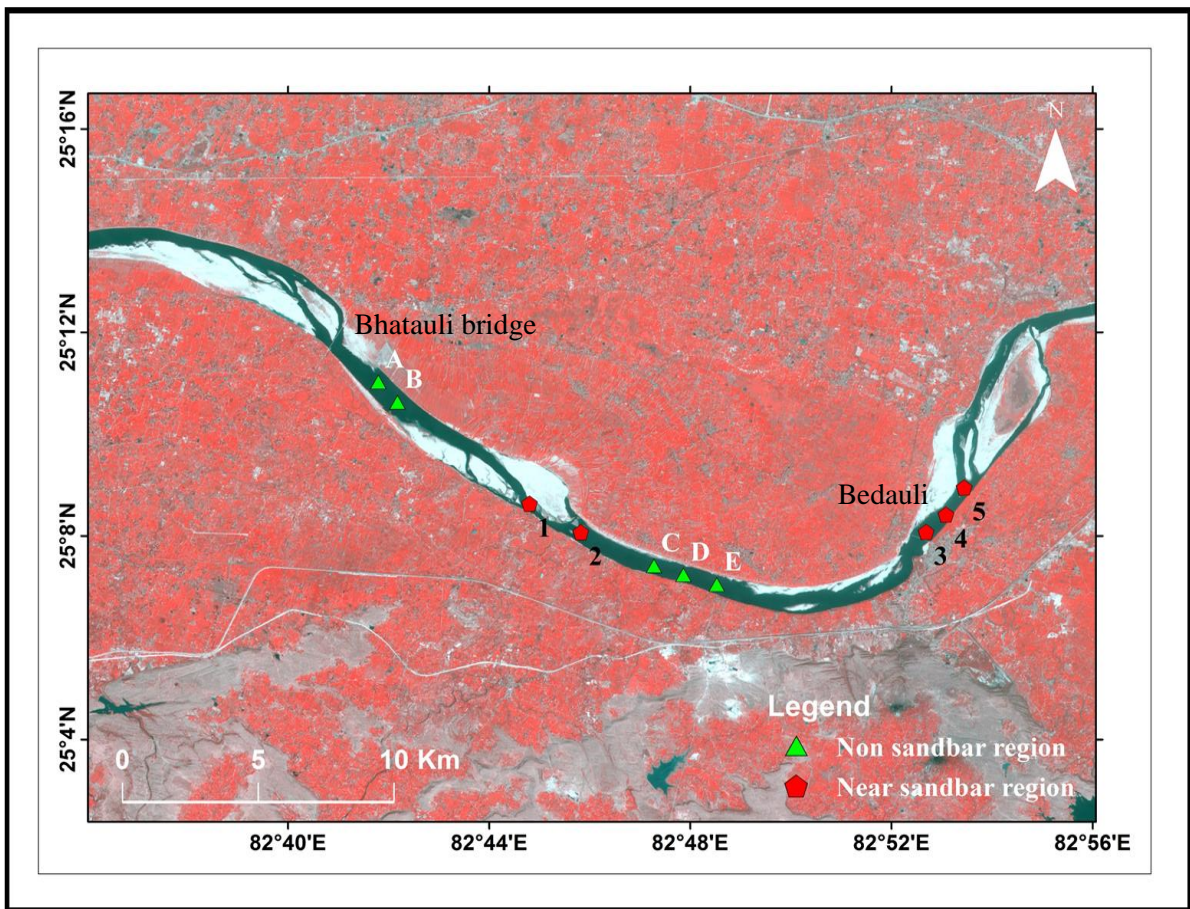 N
25°16'N
25°12'N
25°8'N
25°4'N
Bhatauli bridge
A
B
Bedauli
1
2
C
D
E
3
4
5
Legend
Non sandbar region
Near sandbar region
0 5 10 Km
82°40'E 82°44'E 82°48'E 82°52'E 82°56'E